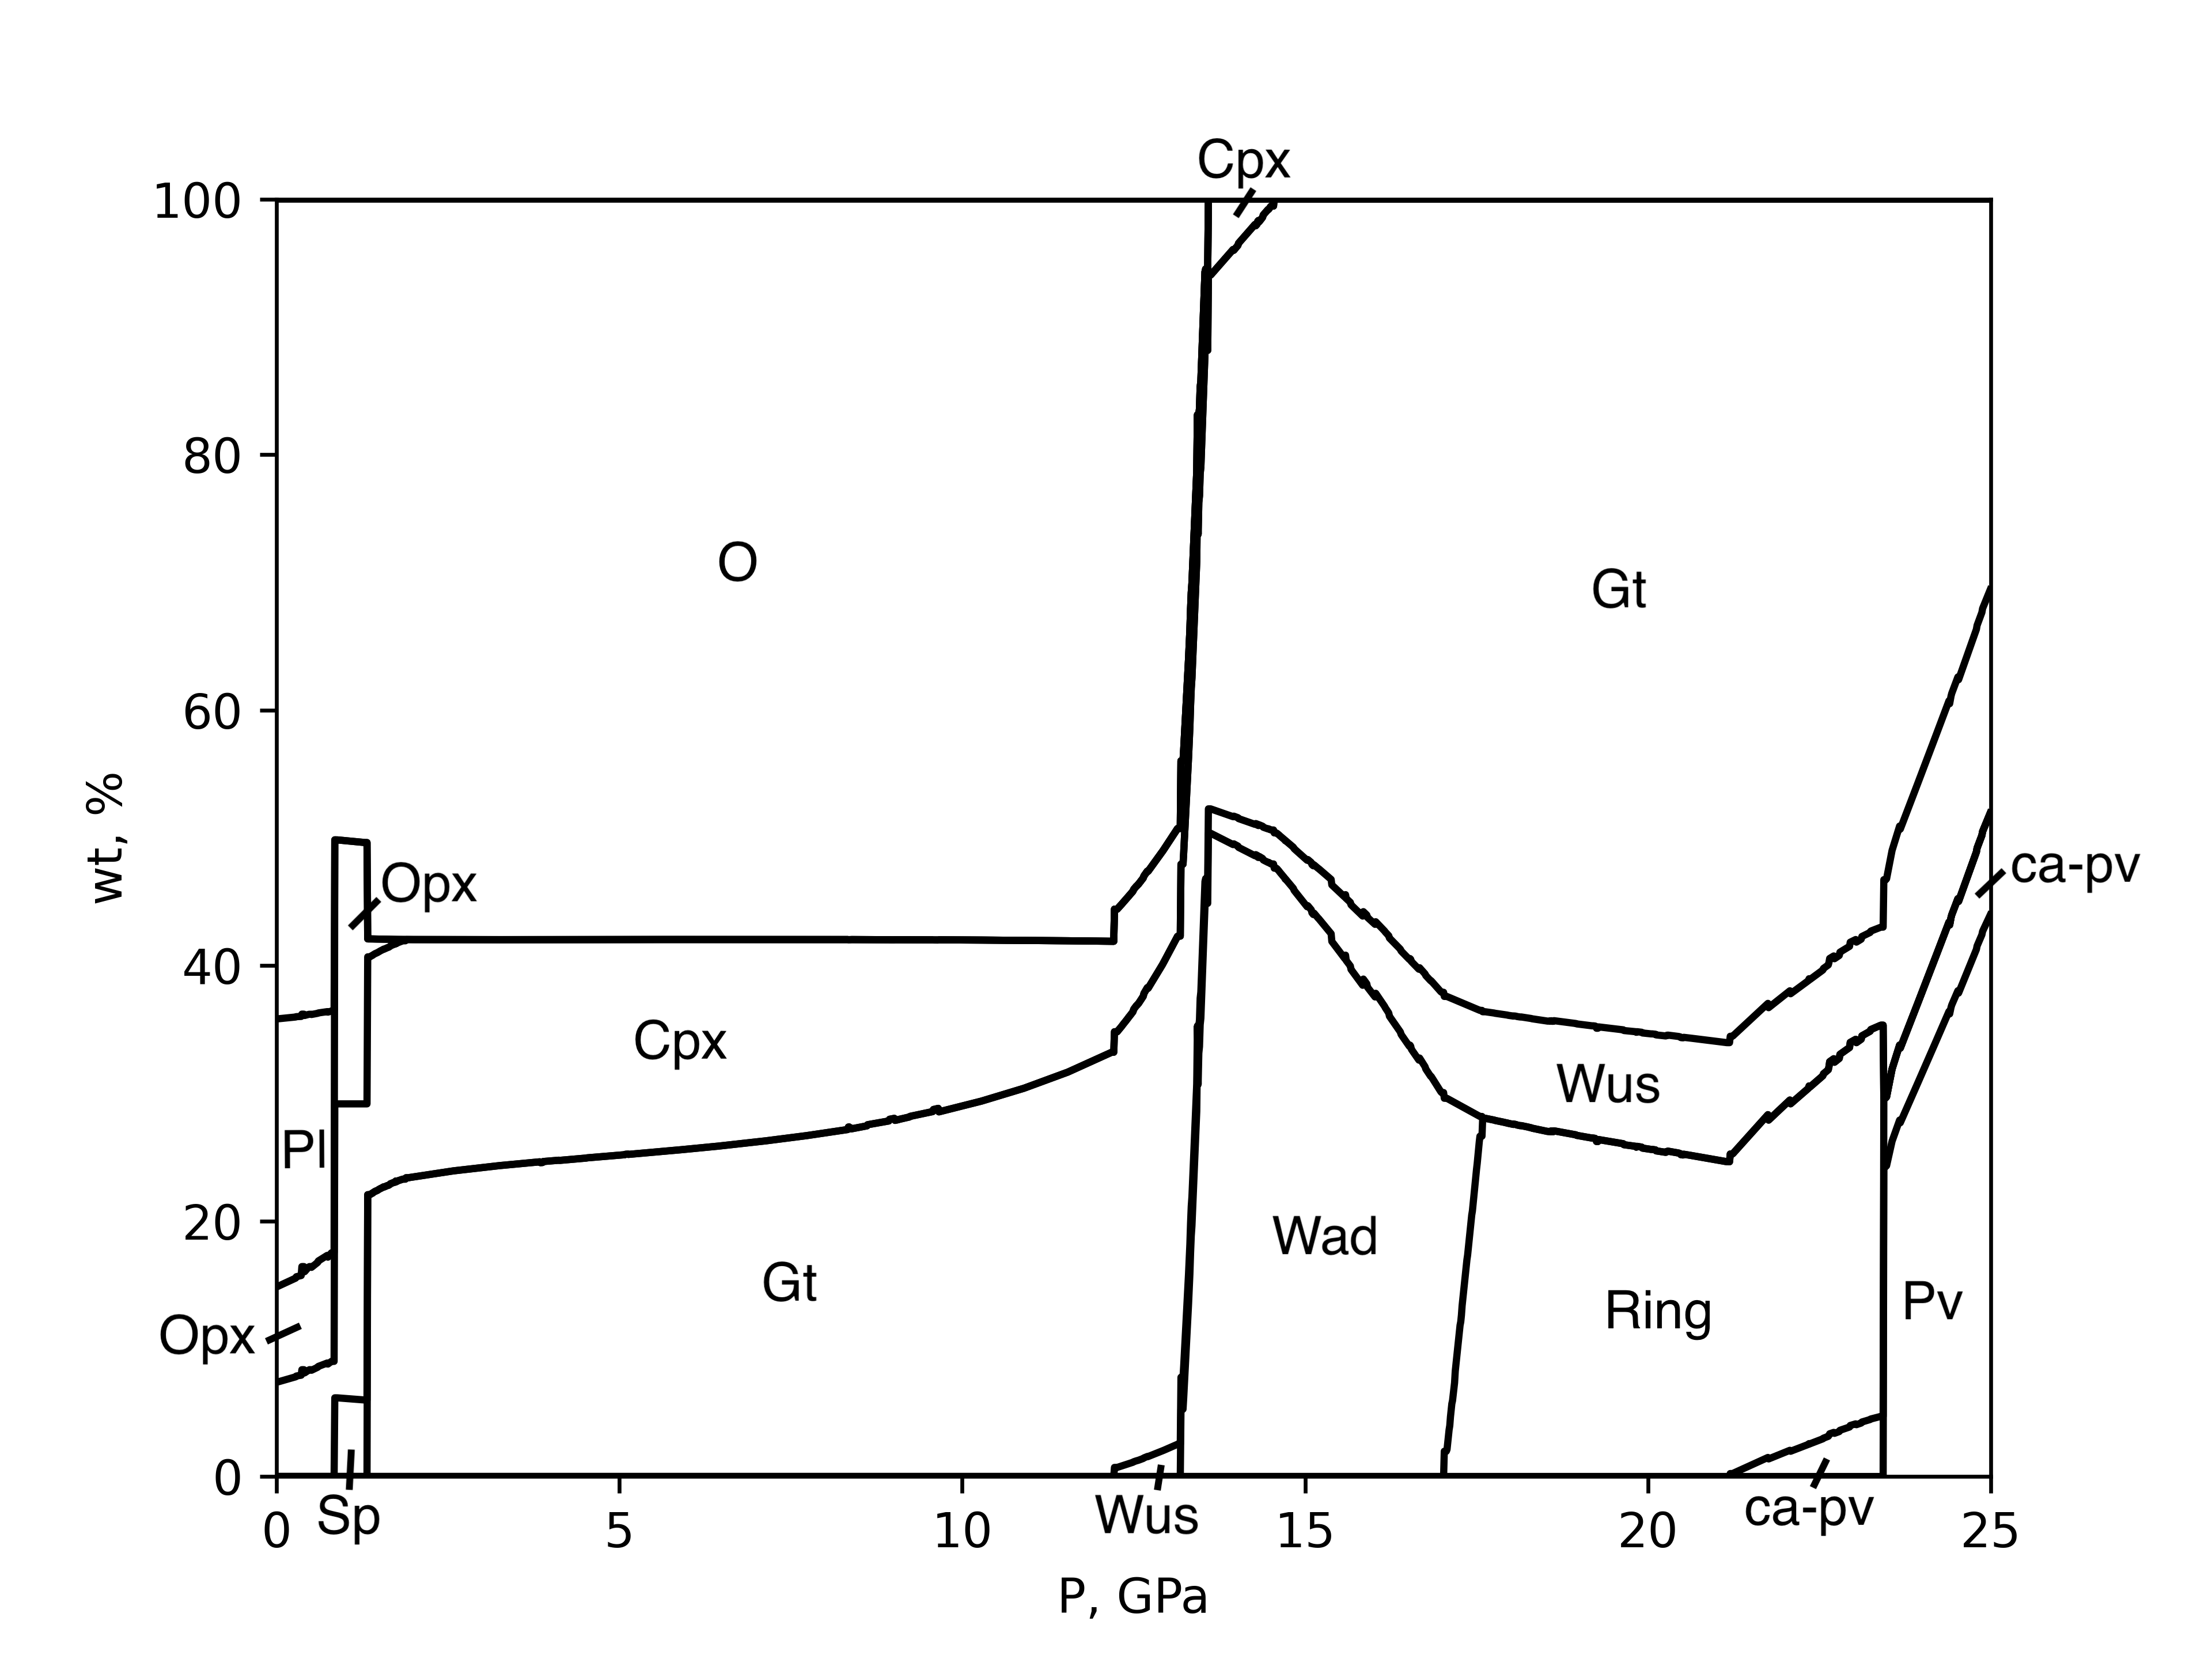 Cpx
100
80
O
Gt
60
wt, %
Opx
ca-pv
40
Cpx
Wus
Pl
20
Wad
Gt
Ring
Pv
Opx
0
Sp
Wus
ca-pv
0
5
10
15
20
25
P, GPa